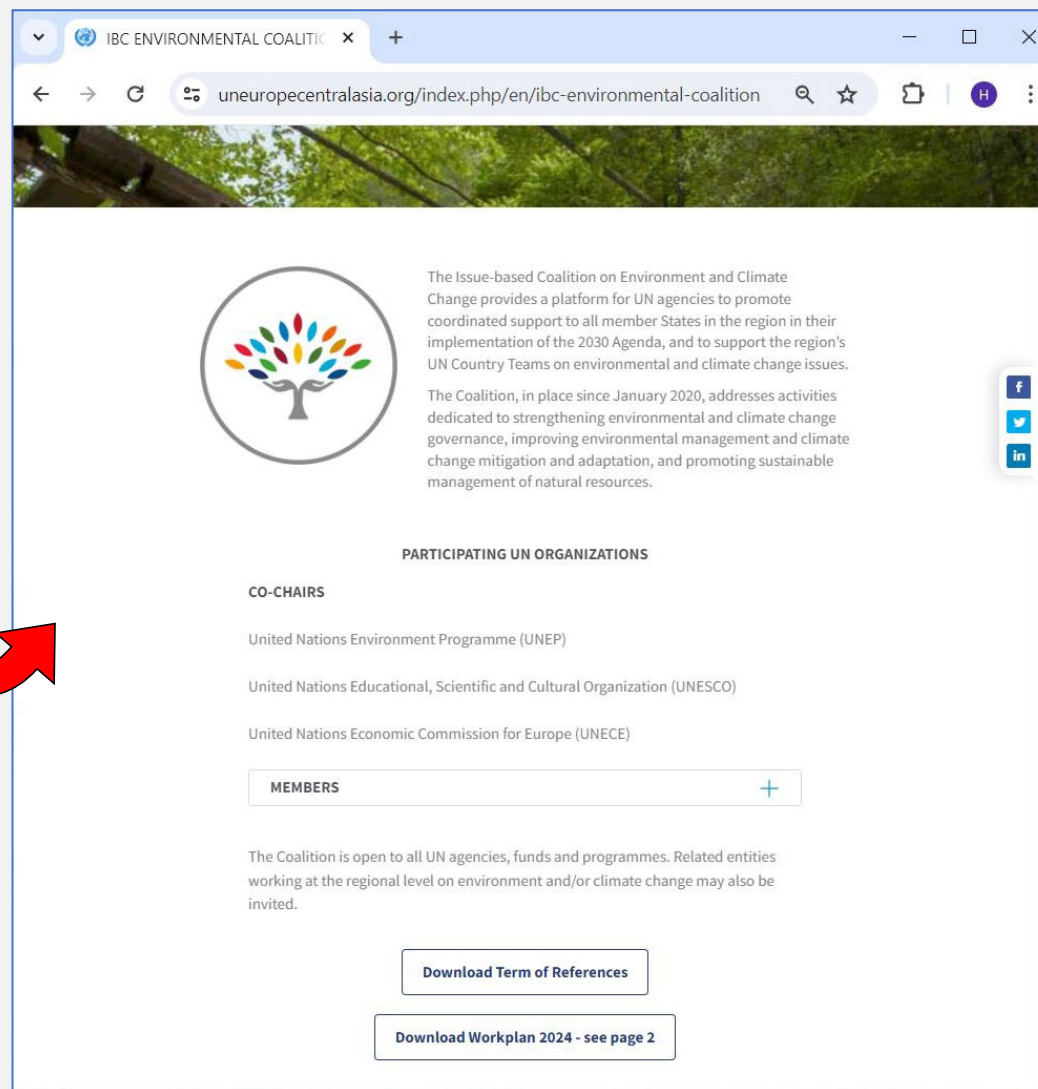 IBC ENVIRONMENTAL COALITIC
uneuropecentralasia.org/index.php/en/ibc-environmental-coalition
H
The Issue-based Coalition on Environment and Climate
Change provides a platform for UN agencies to promote
coordinated support to all member States in the region in their
implementation of the 2030 Agenda, and to support the region's
UN Country Teams on environmental and climate change issues.
The Coalition, in place since January 2020, addresses activities
dedicated to strengthening environmental and climate change
governance, improving environmental management and climate
change mitigation and adaptation, and promoting sustainable
management of natural resources.
f
in
PARTICIPATING UN ORGANIZATIONS
CO-CHAIRS
United Nations Environment Programme (UNEP)
United Nations Educational, Scientific and Cultural Organization (UNESCO)
United Nations Economic Commission for Europe (UNECE)
MEMBERS
The Coalition is open to all UN agencies, funds and programmes. Related entities
working at the regional level on environment and/or climate change may also be
invited.
Download Term of References
Download Workplan 2024 - see page 2